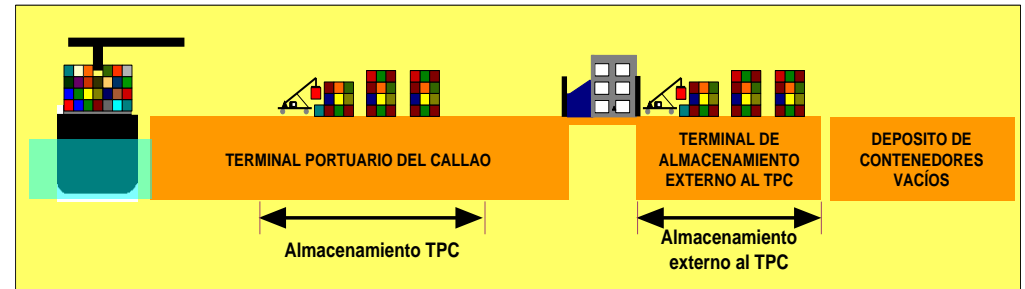 TERMINAL PORTUARIO DEL CALLAO
TERMINAL DE
ALMACENAMIENTO
EXTERNO AL TPC
DEPOSITO DE
CONTENEDORES
VACÍOS
Almacenamiento TPC
Almacenamiento
externo al TPC